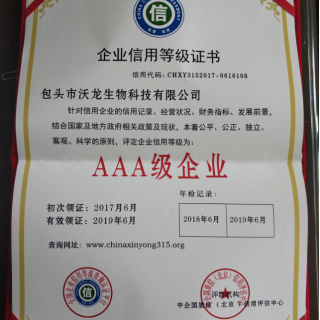 信
企业信用等级证书
信用代码：CHXY3152017-0616108
包头市沃龙生物科技有限公司
针对信用企业的信用记录、经营状况、财务指标、发展前景，
结合国家及地方政府相关政策及现状，本着公平、公正、独立、
客观、科学的原则，评定企业信用等级为：
AAA级企业
年检记录：
初次领证：2017年6月
有效领证：2019年6月
2018年6月 2019年6月
查询网址：www.chinaxinyong315.org
信
评级机构
中企国质信（北京）信用评估中心